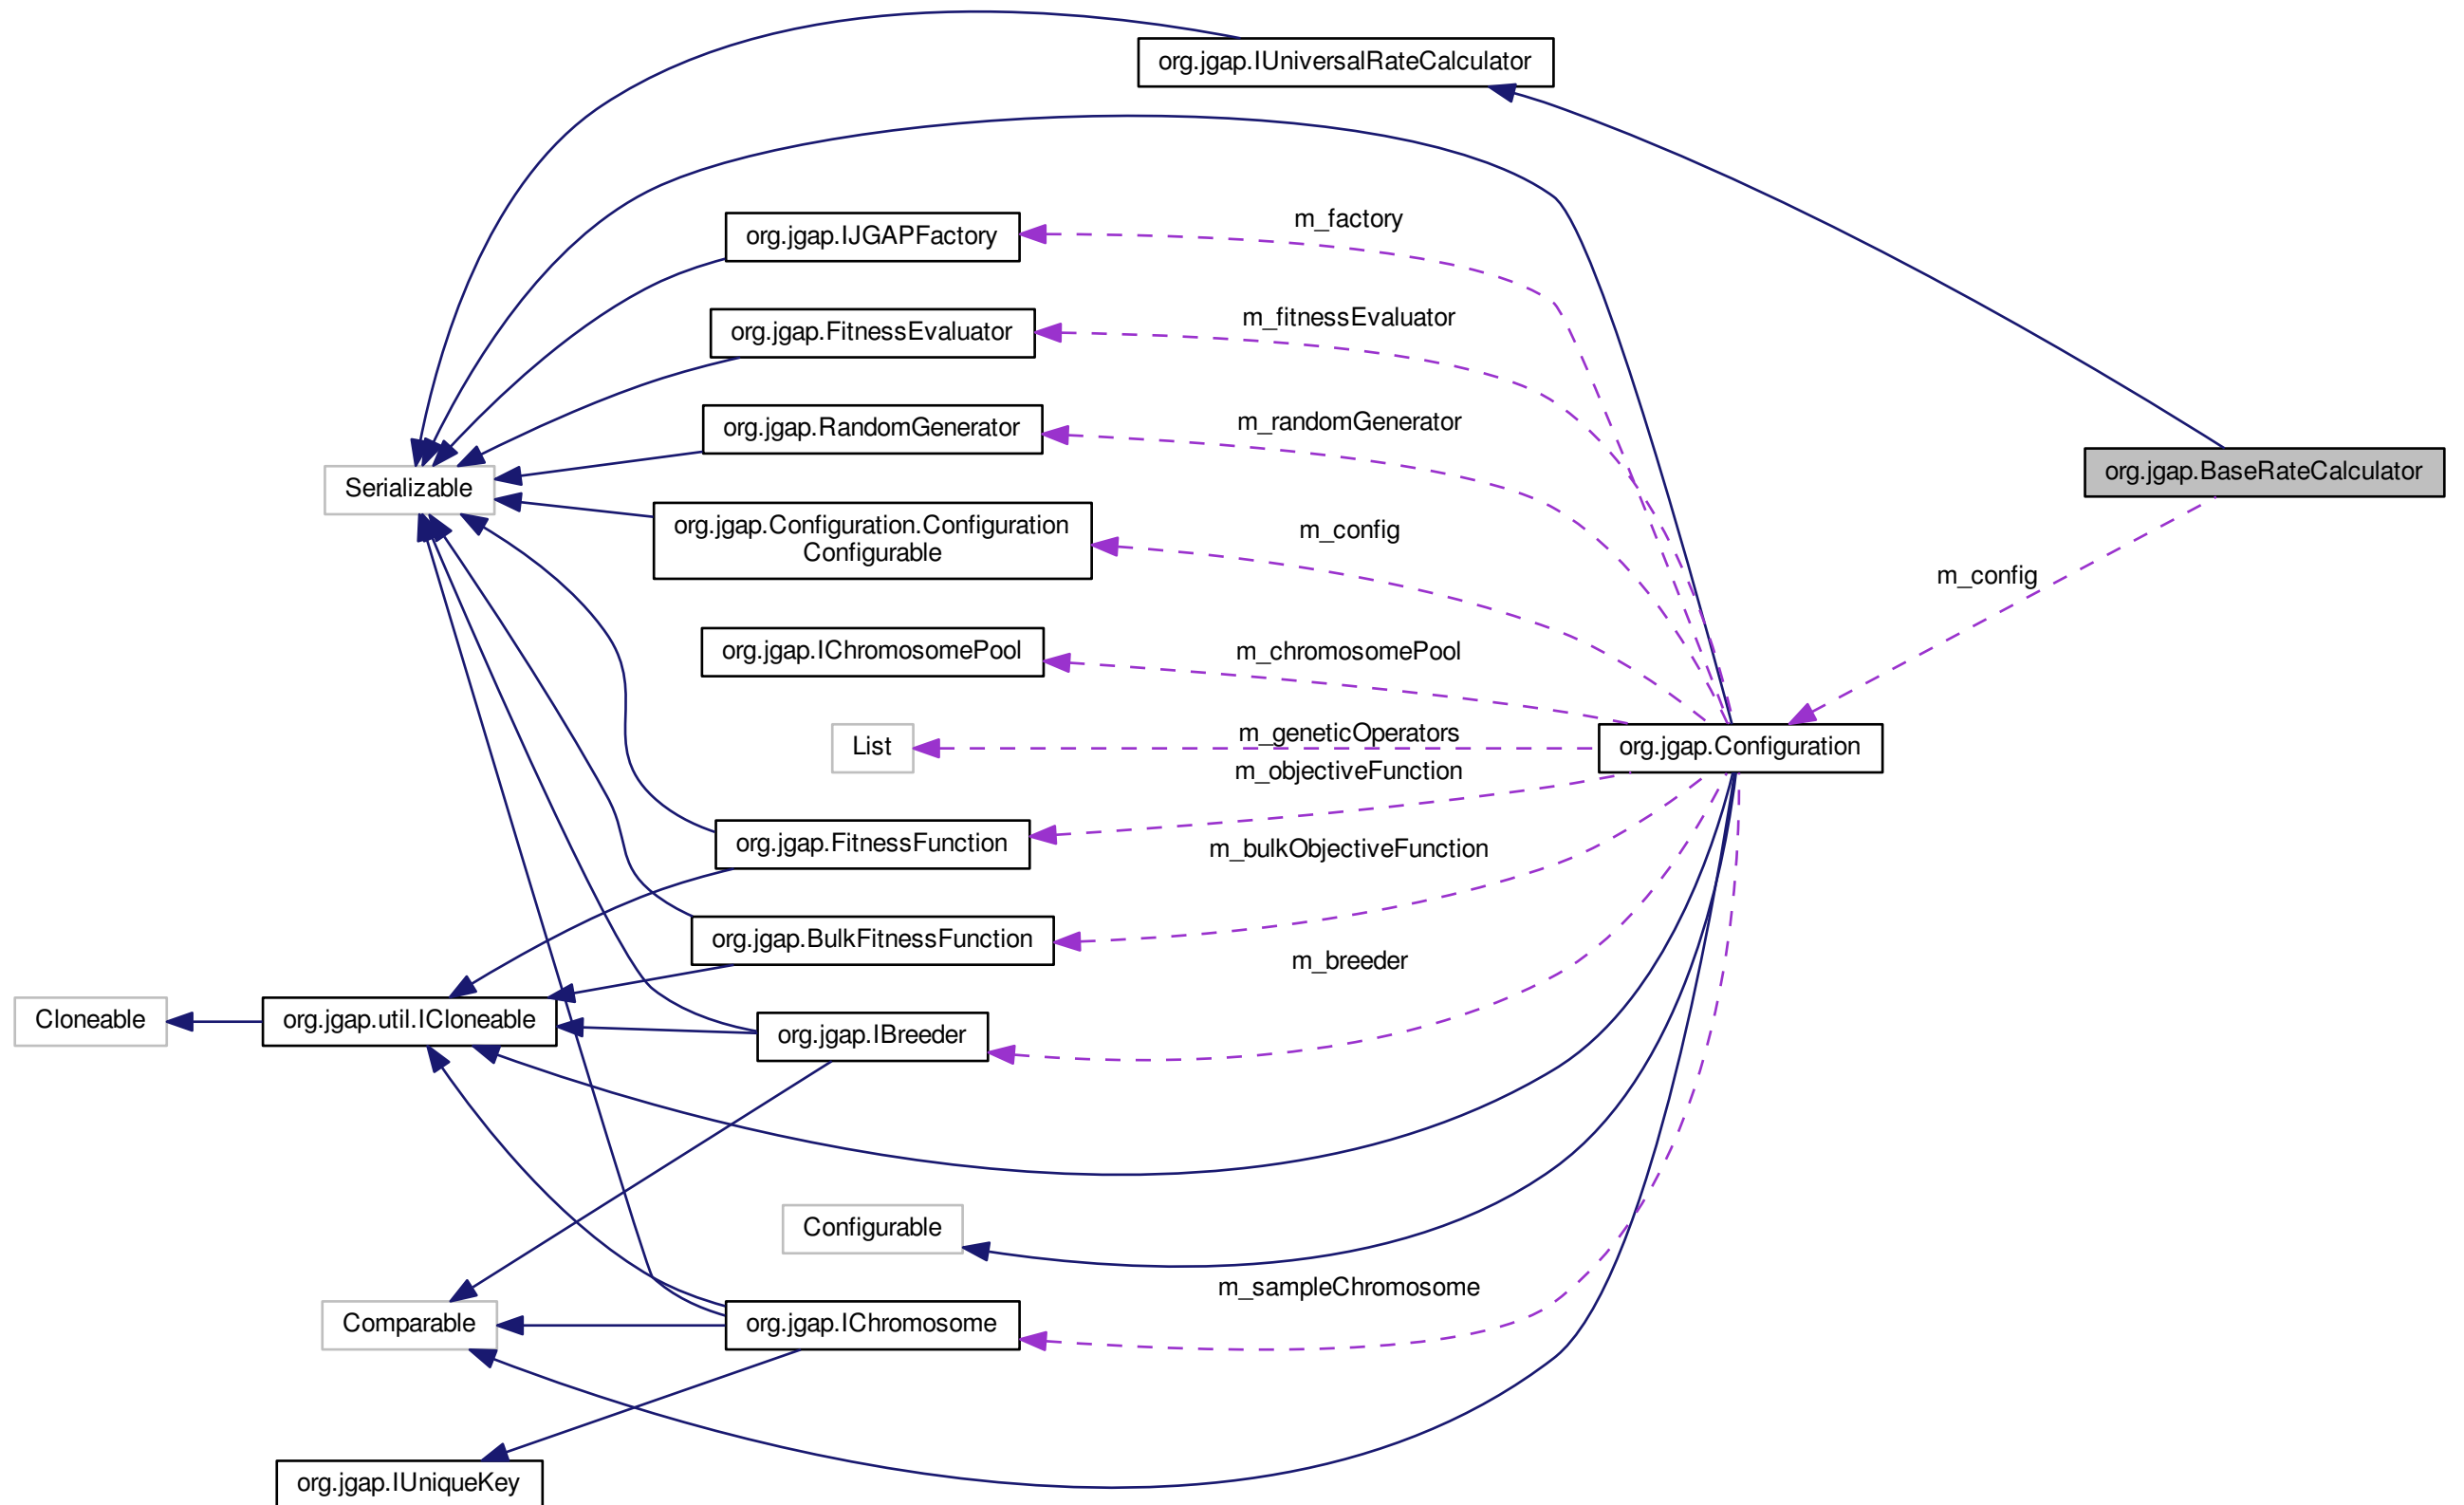 org.jgap.IUniversalRateCalculator
m_factory
org.jgap.IJGAPFactory
m_fitnessEvaluator
org.jgap.FitnessEvaluator
m_randomGenerator
org.jgap.RandomGenerator
org.jgap.BaseRateCalculator
Serializable
org.jgap.Configuration.Configuration
Configurable
m_config
m_config
org.jgap.IChromosomePool
m_chromosomePool
List
m_geneticOperators
org.jgap.Configuration
m_objectiveFunction
org.jgap.FitnessFunction
m_bulkObjectiveFunction
org.jgap.BulkFitnessFunction
m_breeder
Cloneable
org.jgap.util.ICloneable
org.jgap.IBreeder
Configurable
m_sampleChromosome
Comparable
org.jgap.IChromosome
org.jgap.IUniqueKey